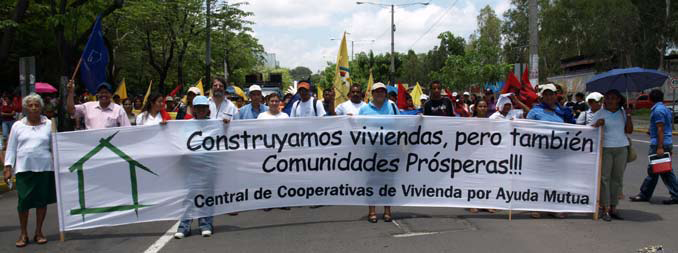 Construyamos viviendas, pero también
Comunidades Prósperas!!!
Central de Cooperativas de Vivienda por Ayuda Mutua